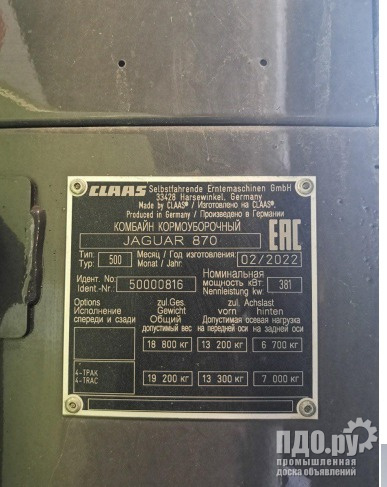 CLAAS Selbstfahrende Erntemaschinen GmbH
33428 Harsewinkel, Germany
Made by CLAAS® / Изготовлено на CLAAS®.
Produced in Germany / Произведено в Германии
КОМБАЙН КОРМОУБОРОЧНЫЙ
JAGUAR 870
EAC
Тип: 500 Месяц / Год изготовления: 02/2022
Typ: Monat / Jahr:
Идент. No: 50000816 Номинальная мощность кВт: 381
Ident.-Nr.: Nennleistung kw:
Options zul.Ges. zul. Achslast
Исполнение Gewicht vorn hinten
спереди и сзади Общий Допустимая осевая нагрузка
допустимый вес на передней оси на задней оси
18 800 кг 13 200 кг 6 700 кг
4-ТРАК
4-TRAC 19 200 кг 13 300 кг 7 000 кг
ПДО.ру
промышленная
доска объявлений